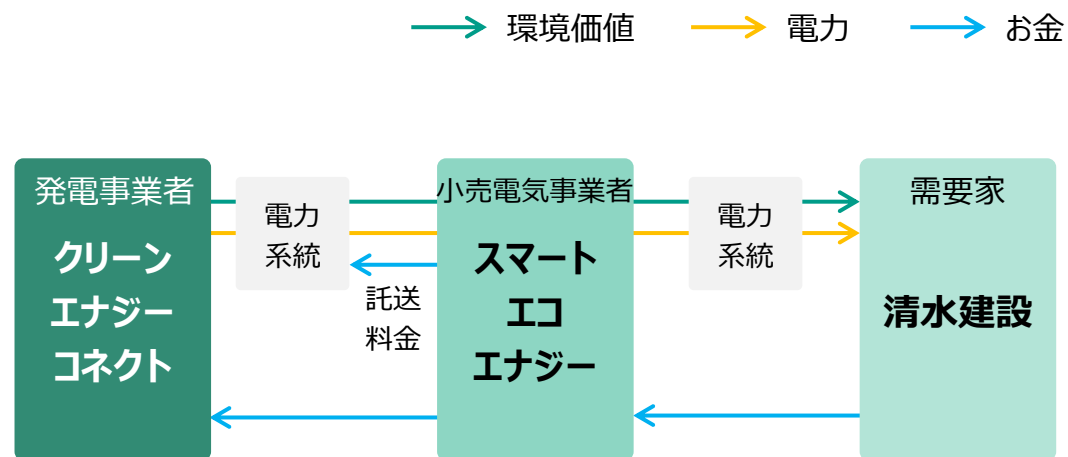 環境価値
電力
お金
発電事業者
クリーン
エナジー
コネクト
電力
系統
託送
料金
小売電気事業者
スマート
エコ
エナジー
電力
系統
需要家
清水建設